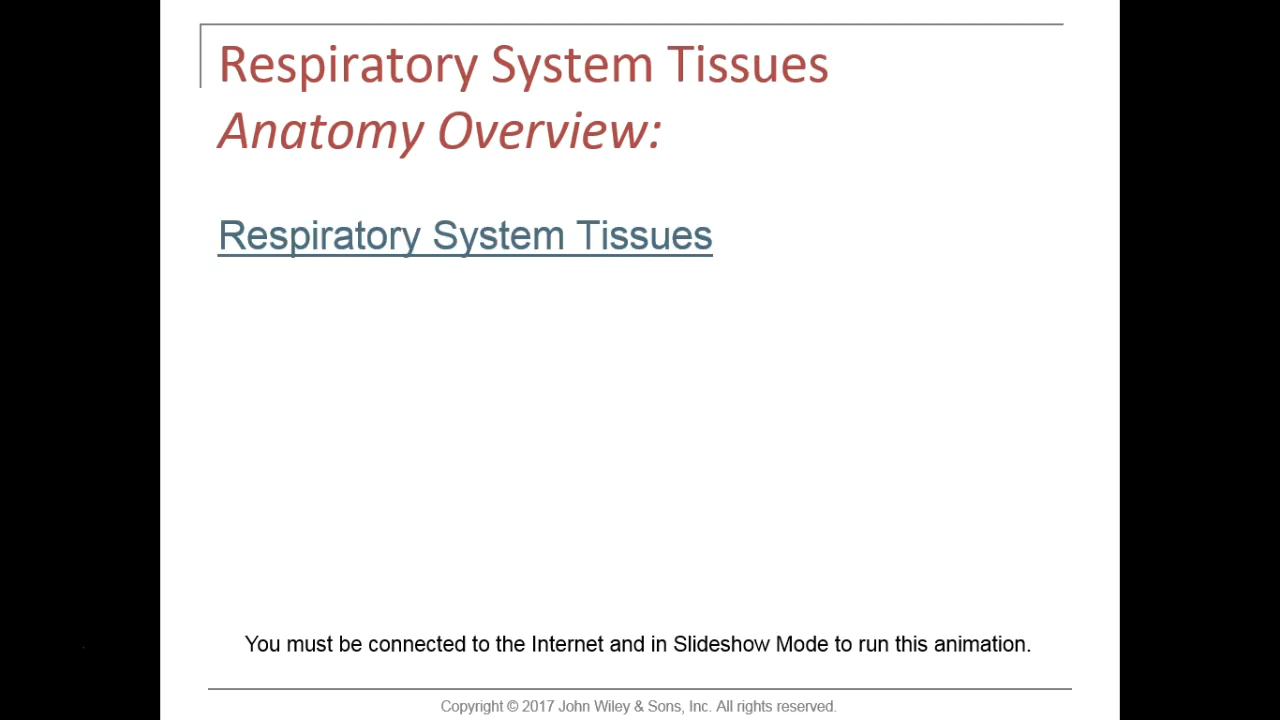 Respiratory System Tissues
Anatomy Overview:
Respiratory System Tissues
You must be connected to the Internet and in Slideshow Mode to run this animation.
Copyright © 2017 John Wiley & Sons, Inc. All rights reserved.